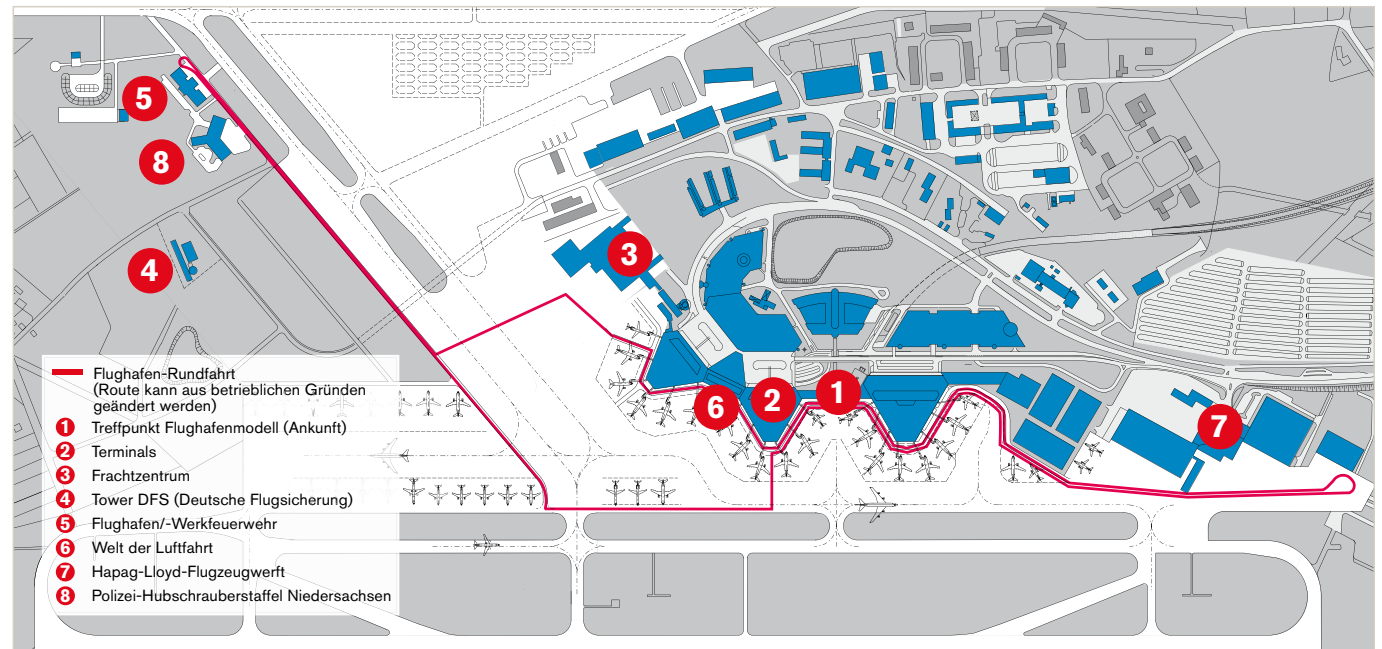 5
8
4
3
6
2
1
7
Flughafen-Rundfahrt
(Route kann aus betrieblichen Gründen
geändert werden)
1 Treffpunkt Flughafenmodell (Ankunft)
2 Terminals
3 Frachtzentrum
4 Tower DFS (Deutsche Flugsicherung)
5 Flughafen/-Werkfeuerwehr
6 Welt der Luftfahrt
7 Hapag-Lloyd-Flugzeugwerft
8 Polizei-Hubschrauberstaffel Niedersachsen